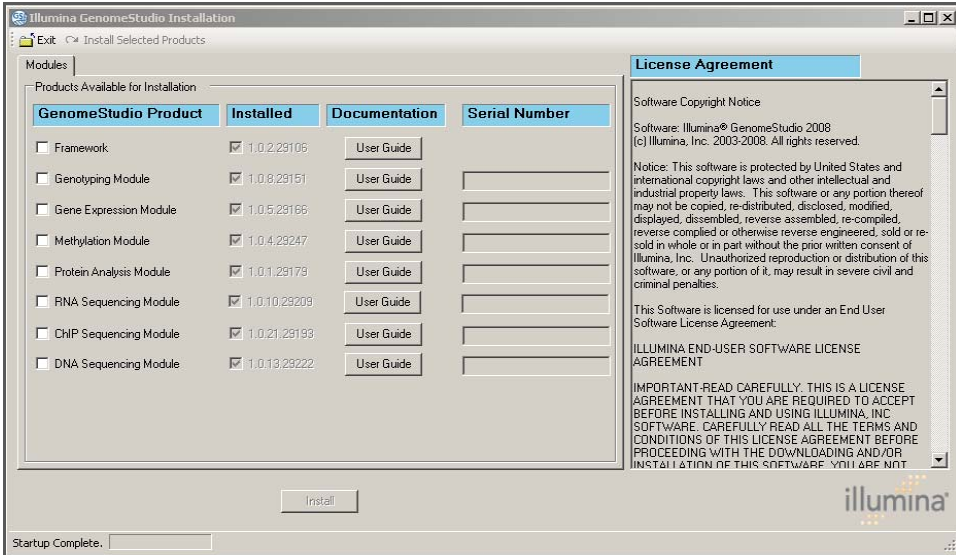 Illumina GenomeStudio Installation
Exit Install Selected Products
Modules
Products Available for Installation
GenomeStudio Product Installed Documentation Serial Number
Framework 1.0.2.29106 User Guide
Genotyping Module 1.0.8.29151 User Guide
Gene Expression Module 1.0.5.29166 User Guide
Methylation Module 1.0.4.29247 User Guide
Protein Analysis Module 1.0.1.29179 User Guide
RNA Sequencing Module 1.0.10.29209 User Guide
ChIP Sequencing Module 1.0.21.29193 User Guide
DNA Sequencing Module 1.0.13.29222 User Guide
Install
License Agreement
Software Copyright Notice
Software: Illumina® GenomeStudio 2008
(c) Illumina, Inc. 2003-2008. All rights reserved.
Notice: This software is protected by United States and
international copyright laws and other intellectual and
industrial property laws. This software or any portion thereof
may not be copied, re-distributed, disclosed, modified,
displayed, dissembled, reverse assembled, re-compiled,
reverse complied or otherwise reverse engineered, sold or re-
sold in whole or in part without the prior written consent of
Illumina, Inc. Unauthorized reproduction or distribution of this
software, or any portion of it, may result in severe civil and
criminal penalties.
This Software is licensed for use under an End User
Software License Agreement:
ILLUMINA END-USER SOFTWARE LICENSE
AGREEMENT
IMPORTANT-READ CAREFULLY. THIS IS A LICENSE
AGREEMENT THAT YOU ARE REQUIRED TO ACCEPT
BEFORE INSTALLING AND USING ILLUMINA, INC
SOFTWARE. CAREFULLY READ ALL THE TERMS AND
CONDITIONS OF THIS LICENSE AGREEMENT BEFORE
PROCEEDING WITH THE DOWNLOADING AND/OR
INSTALLATION OF THIS SOFTWARE. YOU ARE NOT
illumina
Startup Complete.